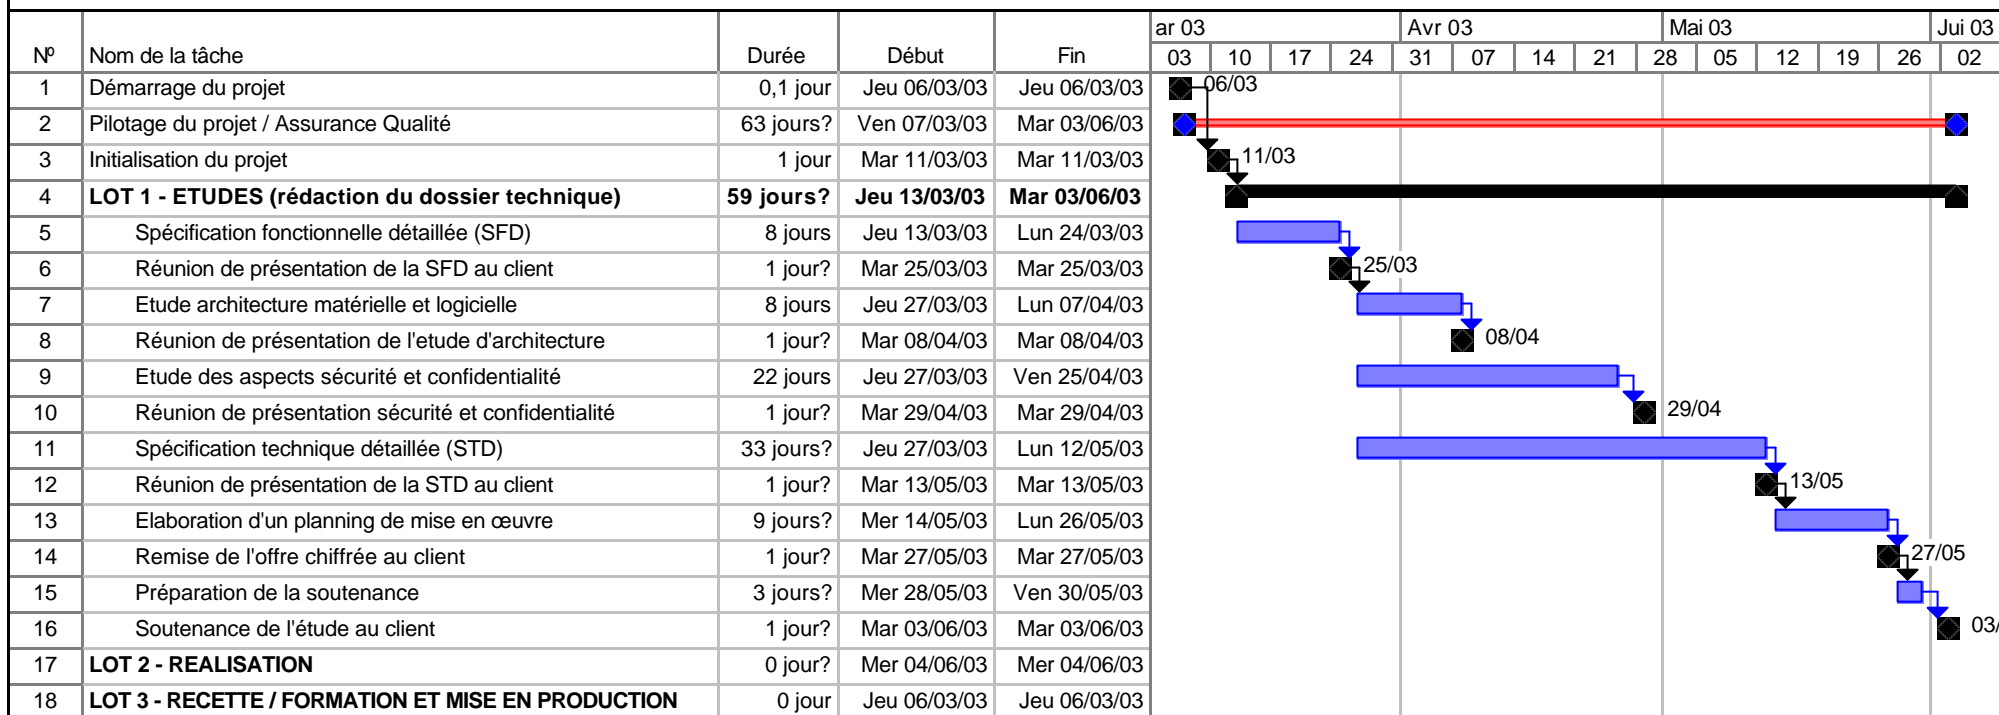 ar 03 Avr 03 Mai 03 Jui 03
Nº Nom de la tâche Durée Début Fin 03 10 17 24 31 07 14 21 28 05 12 19 26 02
1 Démarrage du projet 0,1 jour Jeu 06/03/03 Jeu 06/03/03 06/03
2 Pilotage du projet / Assurance Qualité 63 jours? Ven 07/03/03 Mar 03/06/03
3 Initialisation du projet 1 jour Mar 11/03/03 Mar 11/03/03 11/03
4 LOT 1 - ETUDES (rédaction du dossier technique) 59 jours? Jeu 13/03/03 Mar 03/06/03
5 Spécification fonctionnelle détaillée (SFD) 8 jours Jeu 13/03/03 Lun 24/03/03
6 Réunion de présentation de la SFD au client 1 jour? Mar 25/03/03 Mar 25/03/03 25/03
7 Etude architecture matérielle et logicielle 8 jours Jeu 27/03/03 Lun 07/04/03
8 Réunion de présentation de l'etude d'architecture 1 jour? Mar 08/04/03 Mar 08/04/03 08/04
9 Etude des aspects sécurité et confidentialité 22 jours Jeu 27/03/03 Ven 25/04/03
10 Réunion de présentation sécurité et confidentialité 1 jour? Mar 29/04/03 Mar 29/04/03 29/04
11 Spécification technique détaillée (STD) 33 jours? Jeu 27/03/03 Lun 12/05/03
12 Réunion de présentation de la STD au client 1 jour? Mar 13/05/03 Mar 13/05/03 13/05
13 Elaboration d'un planning de mise en œuvre 9 jours? Mer 14/05/03 Lun 26/05/03
14 Remise de l'offre chiffrée au client 1 jour? Mar 27/05/03 Mar 27/05/03 27/05
15 Préparation de la soutenance 3 jours? Mer 28/05/03 Ven 30/05/03
16 Soutenance de l'étude au client 1 jour? Mar 03/06/03 Mar 03/06/03 03/
17 LOT 2 - REALISATION 0 jour? Mer 04/06/03 Mer 04/06/03
18 LOT 3 - RECETTE / FORMATION ET MISE EN PRODUCTION 0 jour Jeu 06/03/03 Jeu 06/03/03